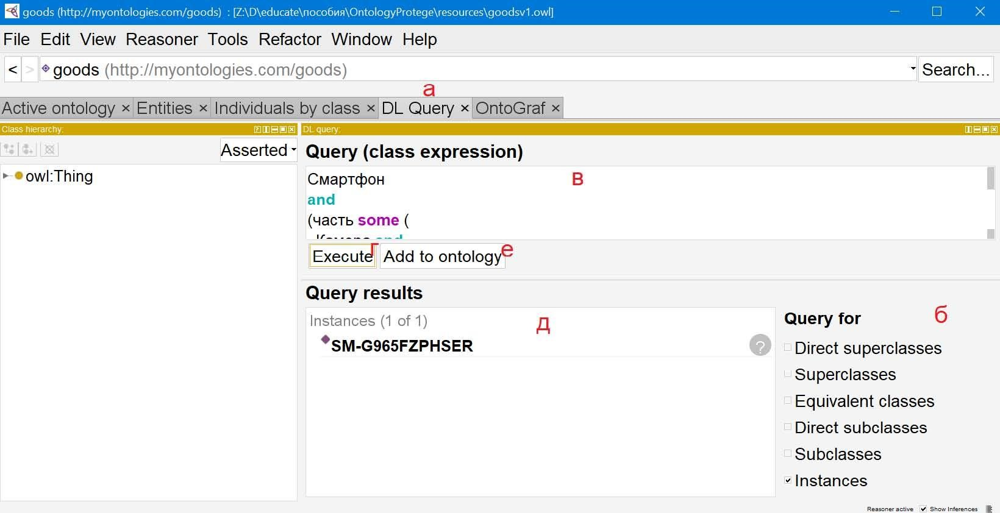 goods (http://myontologies.com/goods)  : [Z:\D\educate\пособия\OntologyProtege\resources\goodsv1.owl]
File Edit View Reasoner Tools Refactor Window Help
< > goods (http://myontologies.com/goods) Search...
а
Active ontology × Entities × Individuals by class × DL Query × OntoGraf ×
Class hierarchy:
DL query:
Asserted
owl:Thing
Query (class expression)
Смартфон
в
and
(часть some (
Камера and
Execute г Add to ontology е
Query results
Instances (1 of 1)
д
SM-G965FZPHSER
?
Query for
б
Direct superclasses
Superclasses
Equivalent classes
Direct subclasses
Subclasses
Instances
Reasoner active Show Inferences